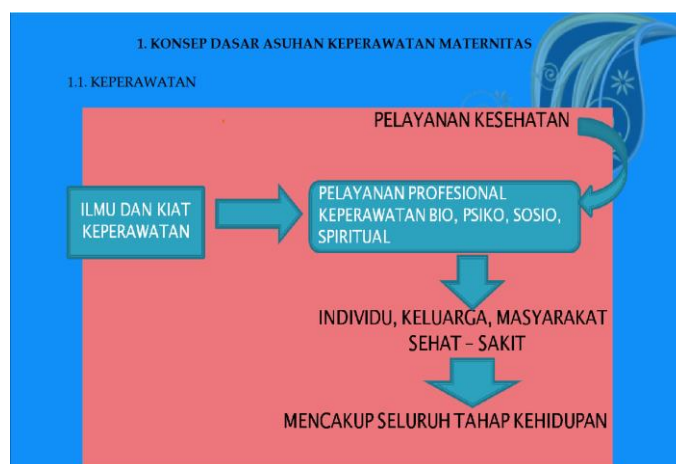 1. KONSEP DASAR ASUHAN KEPERAWATAN MATERNITAS
1.1. KEPERAWATAN
PELAYANAN KESEHATAN
ILMU DAN KIAT
KEPERAWATAN
PELAYANAN PROFESIONAL
KEPERAWATAN BIO, PSIKO, SOSIO,
SPIRITUAL
INDIVIDU, KELUARGA, MASYARAKAT
SEHAT – SAKIT
MENCAKUP SELURUH TAHAP KEHIDUPAN